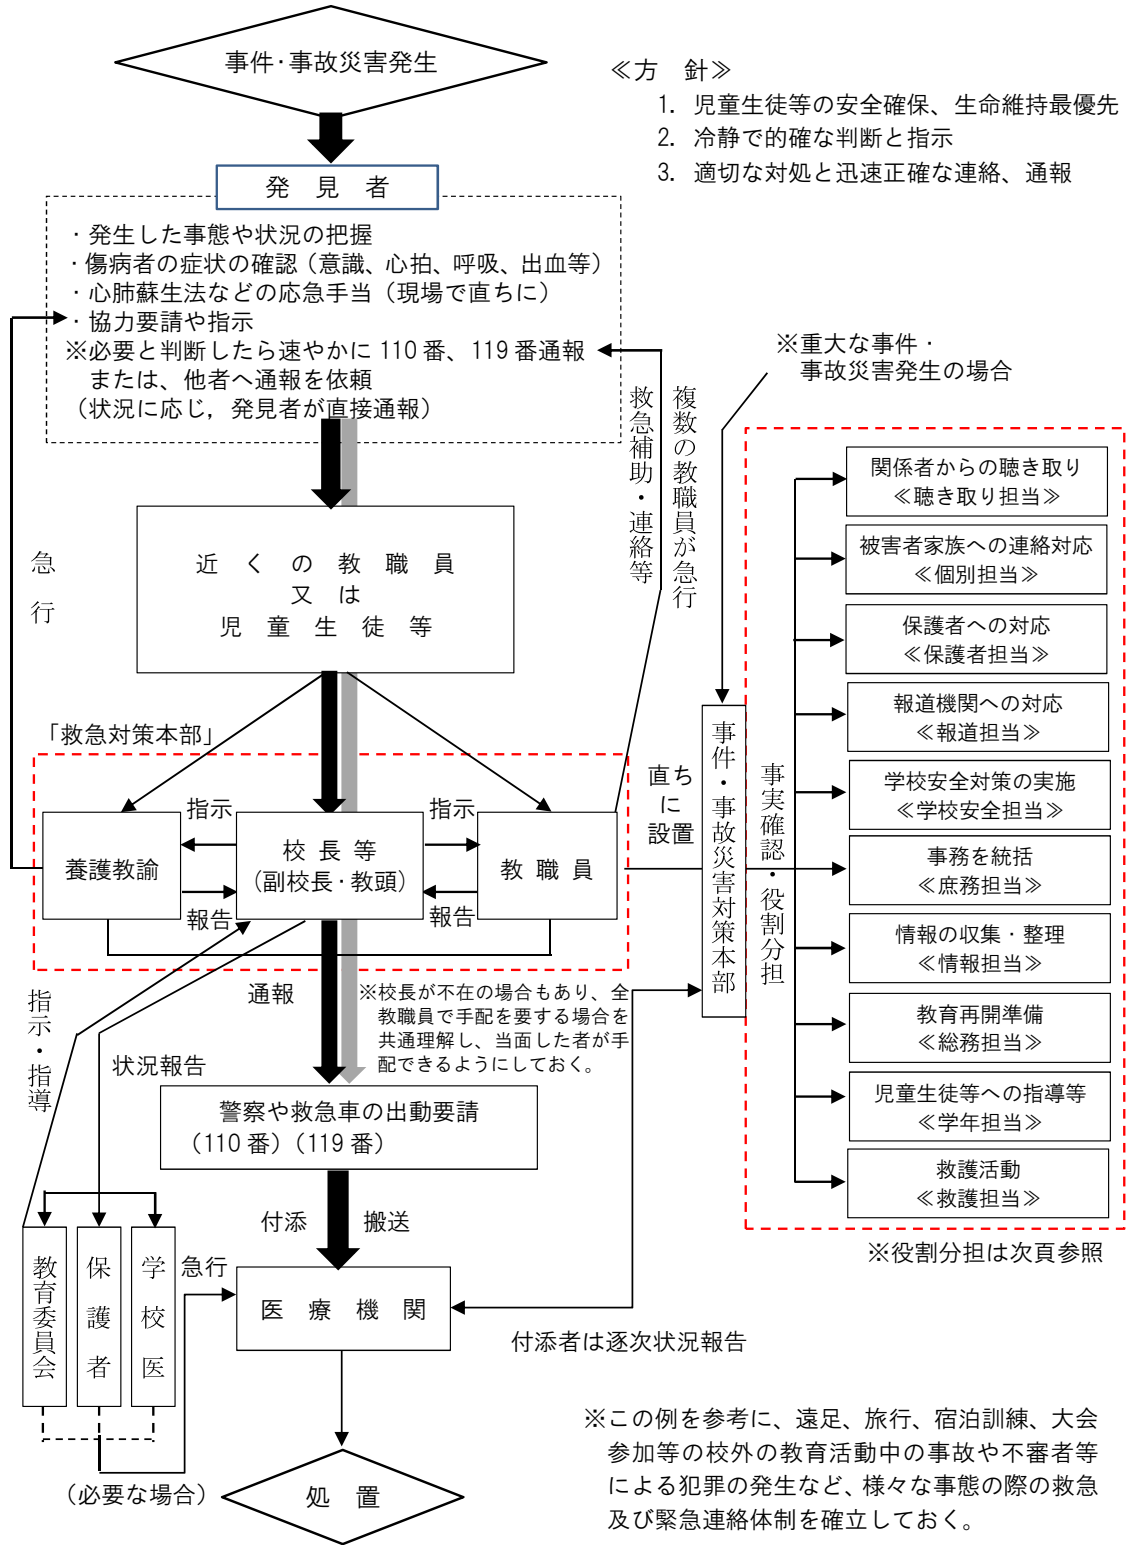 事件・事故災害発生
≪方　針≫
1. 児童生徒等の安全確保、生命維持最優先
2. 冷静で的確な判断と指示
3. 適切な対処と迅速正確な連絡、通報
発　見　者
・発生した事態や状況の把握
・傷病者の症状の確認（意識、心拍、呼吸、出血等）
・心肺蘇生法などの応急手当（現場で直ちに）
・協力要請や指示
※必要と判断したら速やかに110番、119番通報
または、他者へ通報を依頼
（状況に応じ，発見者が直接通報）
※重大な事件・
事故災害発生の場合
複数の教職員が急行
救急補助・連絡等
急行
近くの教職員
又は
児童生徒等
「救急対策本部」
指示
指示
養護教諭
校長等
（副校長・教頭）
教職員
報告
報告
直ちに設置
事件・事故災害対策本部
事実確認・役割分担
関係者からの聴き取り
≪聴き取り担当≫
被害者家族への連絡対応
≪個別担当≫
保護者への対応
≪保護者担当≫
報道機関への対応
≪報道担当≫
学校安全対策の実施
≪学校安全担当≫
事務を統括
≪庶務担当≫
情報の収集・整理
≪情報担当≫
教育再開準備
≪総務担当≫
児童生徒等への指導等
≪学年担当≫
救護活動
≪救護担当≫
※役割分担は次頁参照
通報
※校長が不在の場合もあり、全
教職員で手配を要する場合を
共通理解し、当面した者が手
配できるようにしておく。
指示・指導
状況報告
警察や救急車の出動要請
（110番）（119番）
付添
搬送
教育委員会
保護者
学校医
急行
医療機関
付添者は逐次状況報告
（必要な場合）
処置
※この例を参考に、遠足、旅行、宿泊訓練、大会
参加等の校外の教育活動中の事故や不審者等
による犯罪の発生など、様々な事態の際の救急
及び緊急連絡体制を確立しておく。